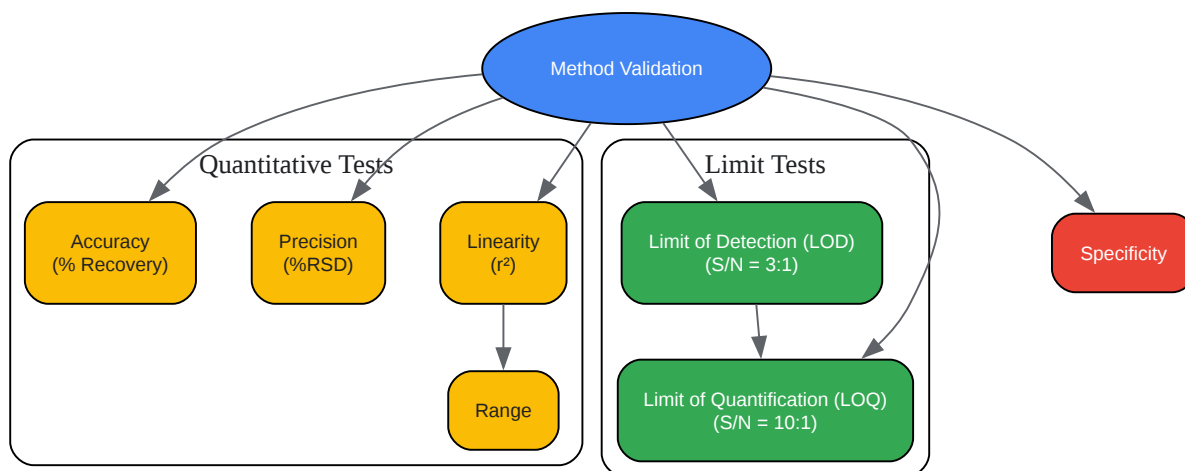 Method Validation
Quantitative Tests
Limit Tests
Accuracy
(% Recovery)
Precision
(%RSD)
Linearity
(r²)
Limit of Detection (LOD)
(S/N = 3:1)
Specificity
Range
Limit of Quantification (LOQ)
(S/N = 10:1)